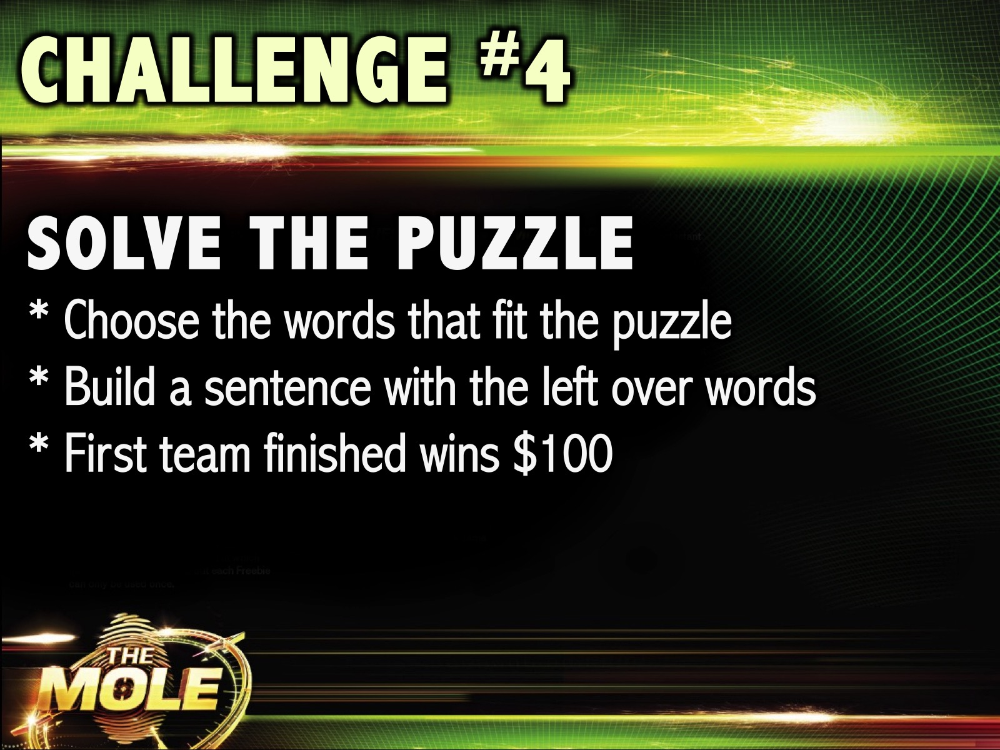 CHALLENGE #4
SOLVE THE PUZZLE
* Choose the words that fit the puzzle
* Build a sentence with the left over words
* First team finished wins $100
each Freebie
can only be used once.
THE
MOLE